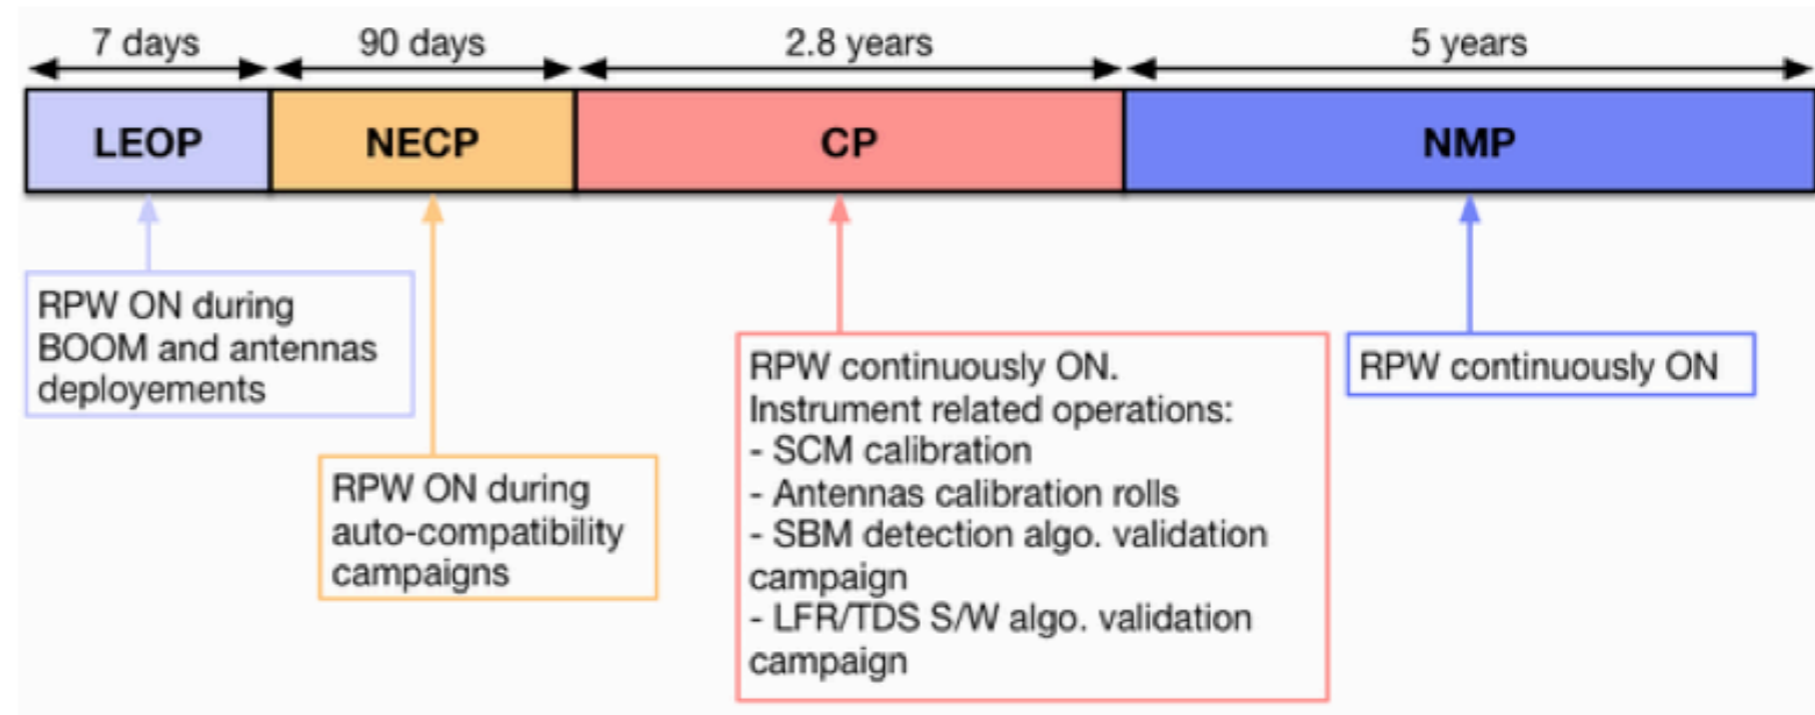 7 days
90 days
2.8 years
5 years
LEOP
NECP
CP
NMP
RPW ON during
BOOM and antennas
deployements
RPW ON during
auto-compatibility
campaigns
RPW continuously ON.
Instrument related operations:
- SCM calibration
- Antennas calibration rolls
- SBM detection algo. validation
campaign
- LFR/TDS S/W algo. validation
campaign
RPW continuously ON